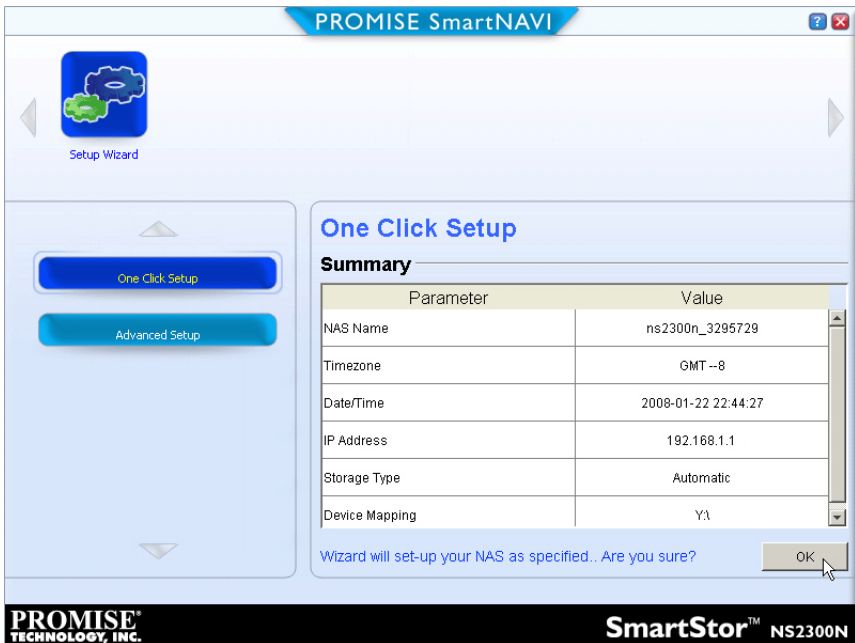 PROMISE SmartNAVI
?
Setup Wizard
One Click Setup
Advanced Setup
One Click Setup
Summary
Parameter Value
NAS Name ns2300n_3295729
Timezone GMT --8
Date/Time 2008-01-22 22:44:27
IP Address 192.168.1.1
Storage Type Automatic
Device Mapping Y:\
Wizard will set-up your NAS as specified.. Are you sure? OK
PROMISE®
TECHNOLOGY, INC.
SmartStor™ NS2300N